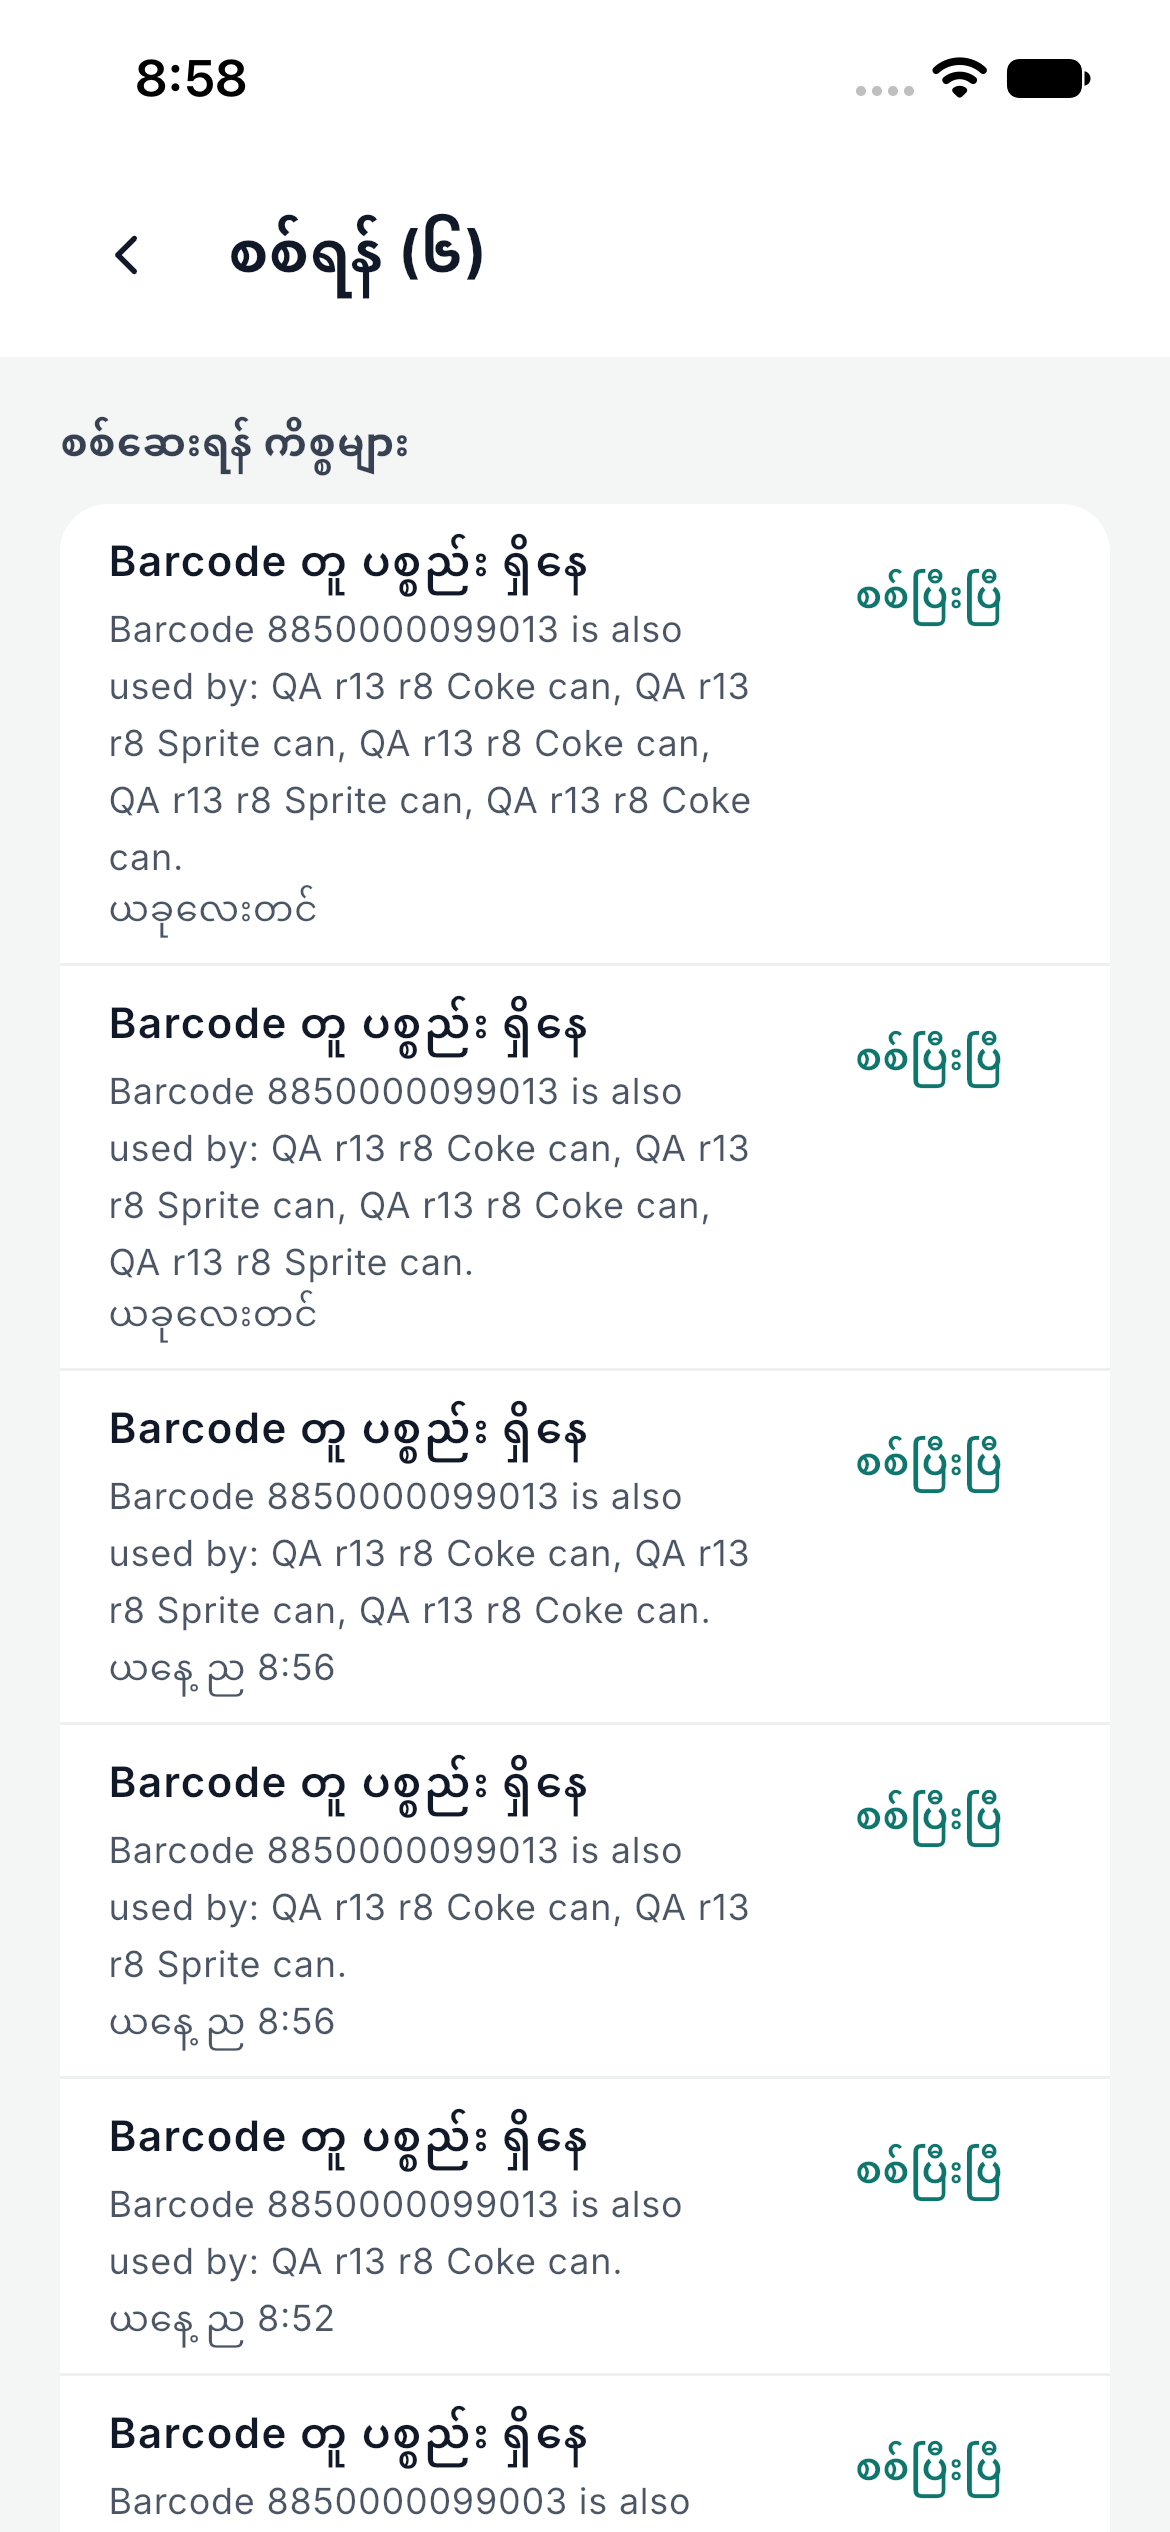 8:58
စစ်ရန် (၆)
စစ်ဆေးရန် ကိစ္စများ
Barcode တူ ပစ္စည်း ရှိနေ
စစ်ပြီးပြီ
Barcode 8850000099013 is also
used by: QA r13 r8 Coke can, QA r13
r8 Sprite can, QA r13 r8 Coke can,
QA r13 r8 Sprite can, QA r13 r8 Coke
can.
ယခုလေးတင်
Barcode တူ ပစ္စည်း ရှိနေ
စစ်ပြီးပြီ
Barcode 8850000099013 is also
used by: QA r13 r8 Coke can, QA r13
r8 Sprite can, QA r13 r8 Coke can,
QA r13 r8 Sprite can.
ယခုလေးတင်
Barcode တူ ပစ္စည်း ရှိနေ
စစ်ပြီးပြီ
Barcode 8850000099013 is also
used by: QA r13 r8 Coke can, QA r13
r8 Sprite can, QA r13 r8 Coke can.
ယနေ့ ည 8:56
Barcode တူ ပစ္စည်း ရှိနေ
စစ်ပြီးပြီ
Barcode 8850000099013 is also
used by: QA r13 r8 Coke can, QA r13
r8 Sprite can.
ယနေ့ ည 8:56
Barcode တူ ပစ္စည်း ရှိနေ
စစ်ပြီးပြီ
Barcode 8850000099013 is also
used by: QA r13 r8 Coke can.
ယနေ့ ည 8:52
Barcode တူ ပစ္စည်း ရှိနေ
စစ်ပြီးပြီ
Barcode 8850000099003 is also